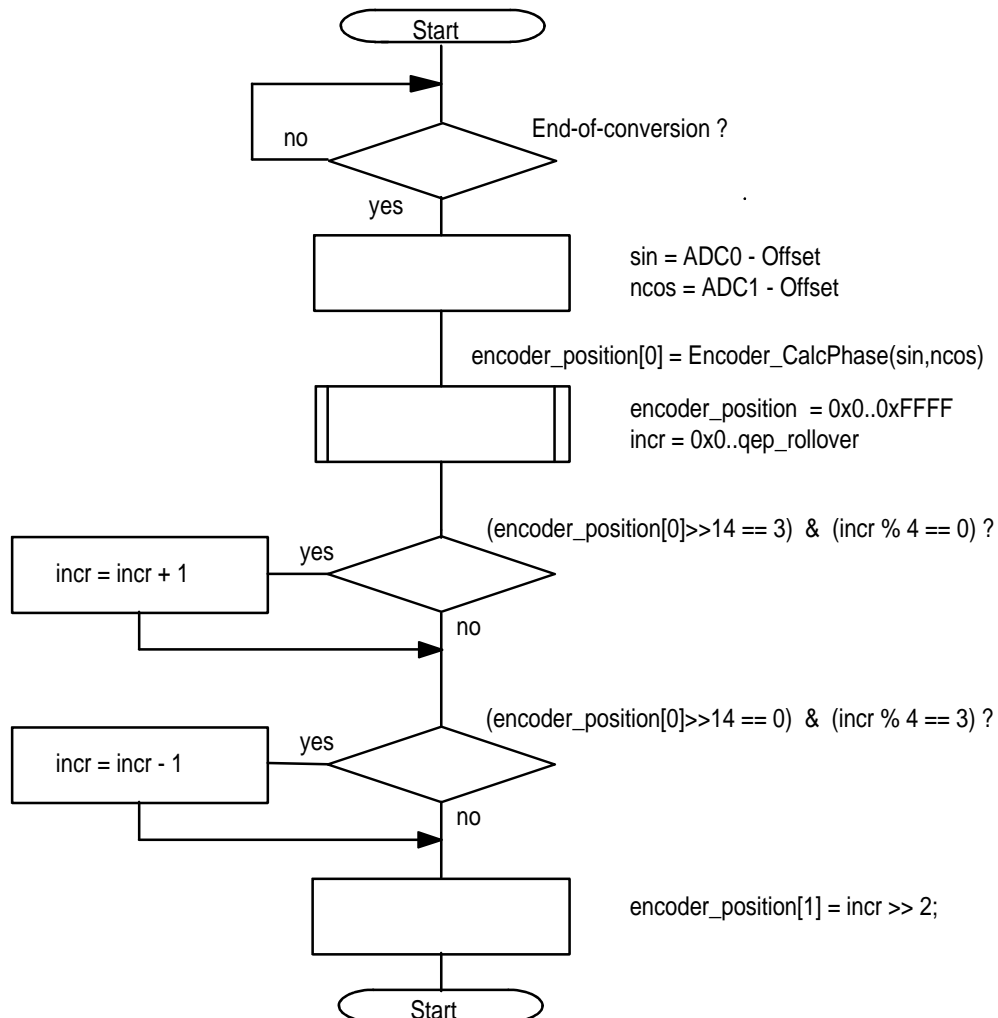 Start
End-of-conversion ?
no
yes
.
sin = ADC0 - Offset
ncos = ADC1 - Offset
encoder_position[0] = Encoder_CalcPhase(sin,ncos)
encoder_position  = 0x0..0xFFFF
incr = 0x0..qep_rollover
(encoder_position[0]>>14 == 3)  &  (incr % 4 == 0) ?
yes
incr = incr + 1
no
(encoder_position[0]>>14 == 0)  &  (incr % 4 == 3) ?
yes
incr = incr - 1
no
encoder_position[1] = incr >> 2;
Start